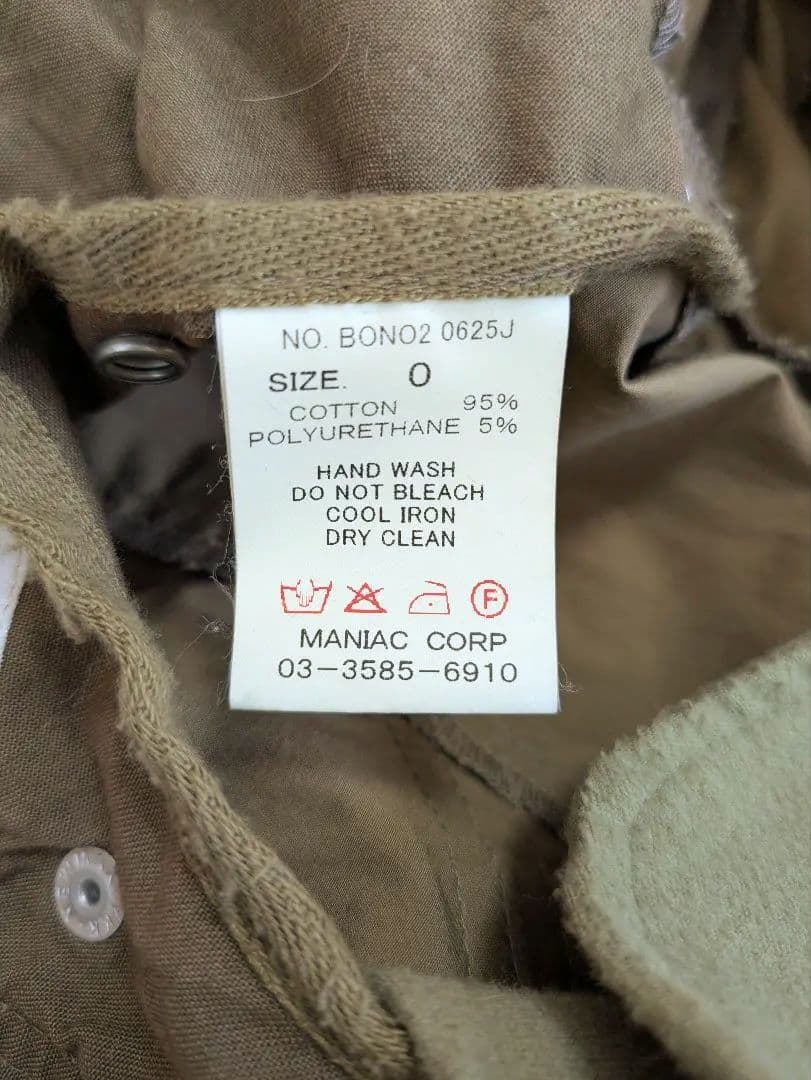 NO. BONO2 0625J
SIZE. 0
COTTON 95%
POLYURETHANE 5%
HAND WASH
DO NOT BLEACH
COOL IRON
DRY CLEAN
F
MANIAC CORP
03-3585-6910